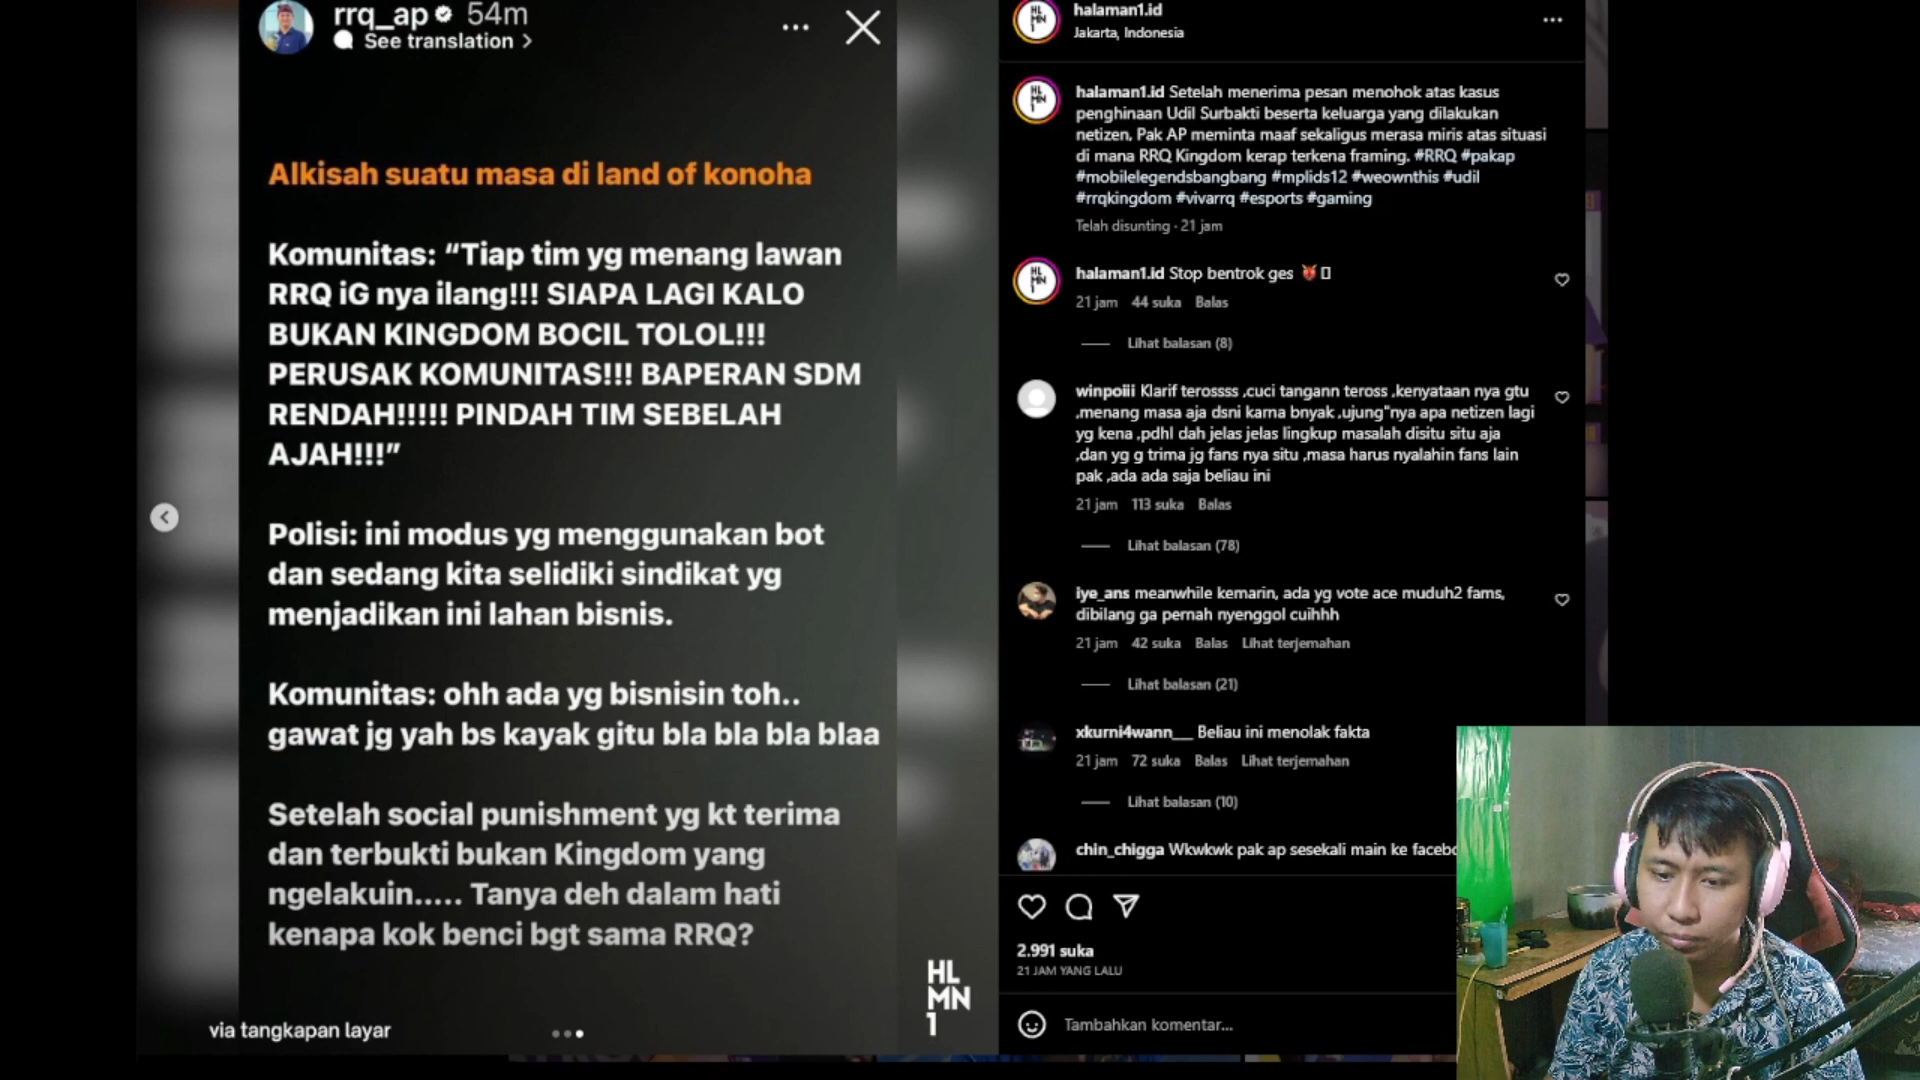 rrq_ap 54m
See translation >
Alkisah suatu masa di land of konoha
Komunitas: “Tiap tim yg menang lawan
RRQ iG nya ilang!!! SIAPA LAGI KALO
BUKAN KINGDOM BOCIL TOLOL!!!
PERUSAK KOMUNITAS!!! BAPERAN SDM
RENDAH!!!!! PINDAH TIM SEBELAH
AJAH!!!”
Polisi: ini modus yg menggunakan bot
dan sedang kita selidiki sindikat yg
menjadikan ini lahan bisnis.
Komunitas: ohh ada yg bisnisin toh..
gawat jg yah bs kayak gitu bla bla bla blaa
Setelah social punishment yg kt terima
dan terbukti bukan Kingdom yang
ngelakuin..... Tanya deh dalam hati
kenapa kok benci bgt sama RRQ?
via tangkapan layar
HL
MN
1
halaman1.id
Jakarta, Indonesia
halaman1.id Setelah menerima pesan menohok atas kasus
penghinaan Udil Surbakti beserta keluarga yang dilakukan
netizen, Pak AP meminta maaf sekaligus merasa miris atas situasi
di mana RRQ Kingdom kerap terkena framing. #RRQ #pakap
#mobilelegendsbangbang #mplids12 #weownthis #udil
#rrqkingdom #vivarrq #esports #gaming
Telah disunting · 21 jam
halaman1.id Stop bentrok ges
21 jam 44 suka Balas
Lihat balasan (8)
winpoiii Klarif terossss ,cuci tangann teross ,kenyataan nya gtu
,menang masa aja dsni karna bnyak ,ujung"nya apa netizen lagi
yg kena ,pdhl dah jelas jelas lingkup masalah disitu situ aja
,dan yg g trima jg fans nya situ ,masa harus nyalahin fans lain
pak ,ada ada saja beliau ini
21 jam 113 suka Balas
Lihat balasan (78)
iye_ans meanwhile kemarin, ada yg vote ace muduh2 fams,
dibilang ga pernah nyenggol cuihhh
21 jam 42 suka Balas Lihat terjemahan
Lihat balasan (21)
xkurni4wann___ Beliau ini menolak fakta
21 jam 72 suka Balas Lihat terjemahan
Lihat balasan (10)
chin_chigga Wkwkwk pak ap sesekali main ke facebo
2.991 suka
21 JAM YANG LALU
Tambahkan komentar...